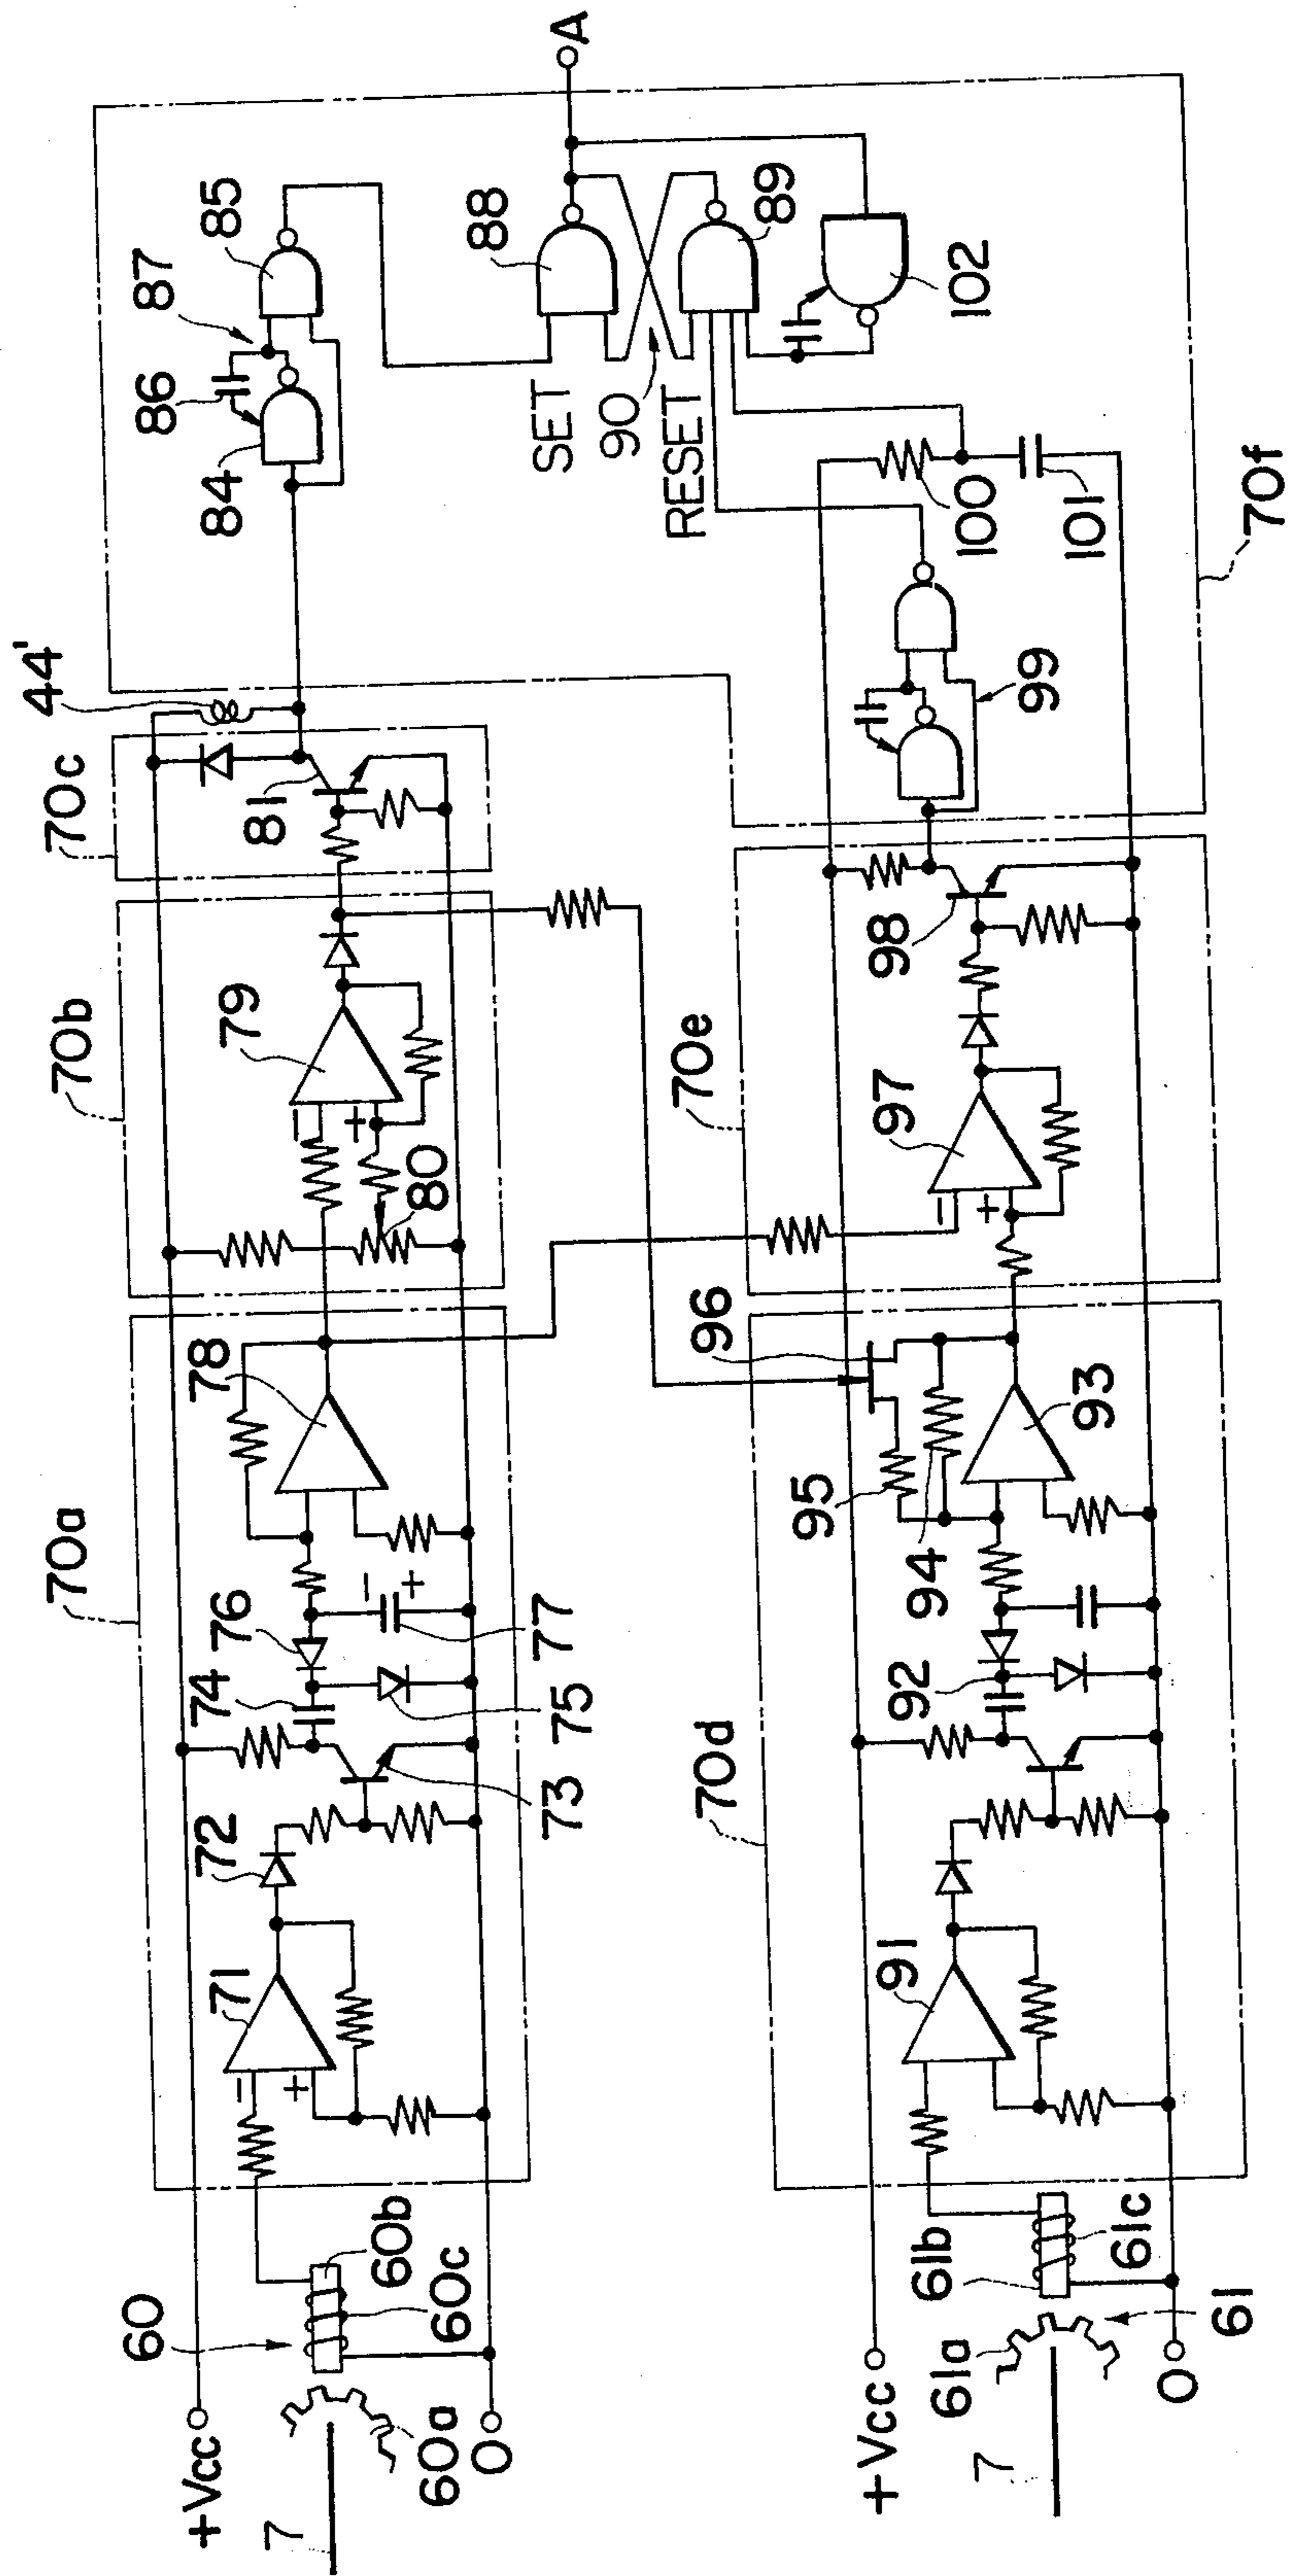 70a
70b
70c
44'
86
87
85
84
88
SET
90
RESET
89
102
A
71
72
73
74
75
76
77
78
−
+
−
+
79
−
+
80
81
60
60b
60c
60a
+Vcc
O
7
70d
70e
70f
91
92
93
94
95
96
97
−
+
98
99
100
101
+Vcc
O
7
61a
61b
61c
61